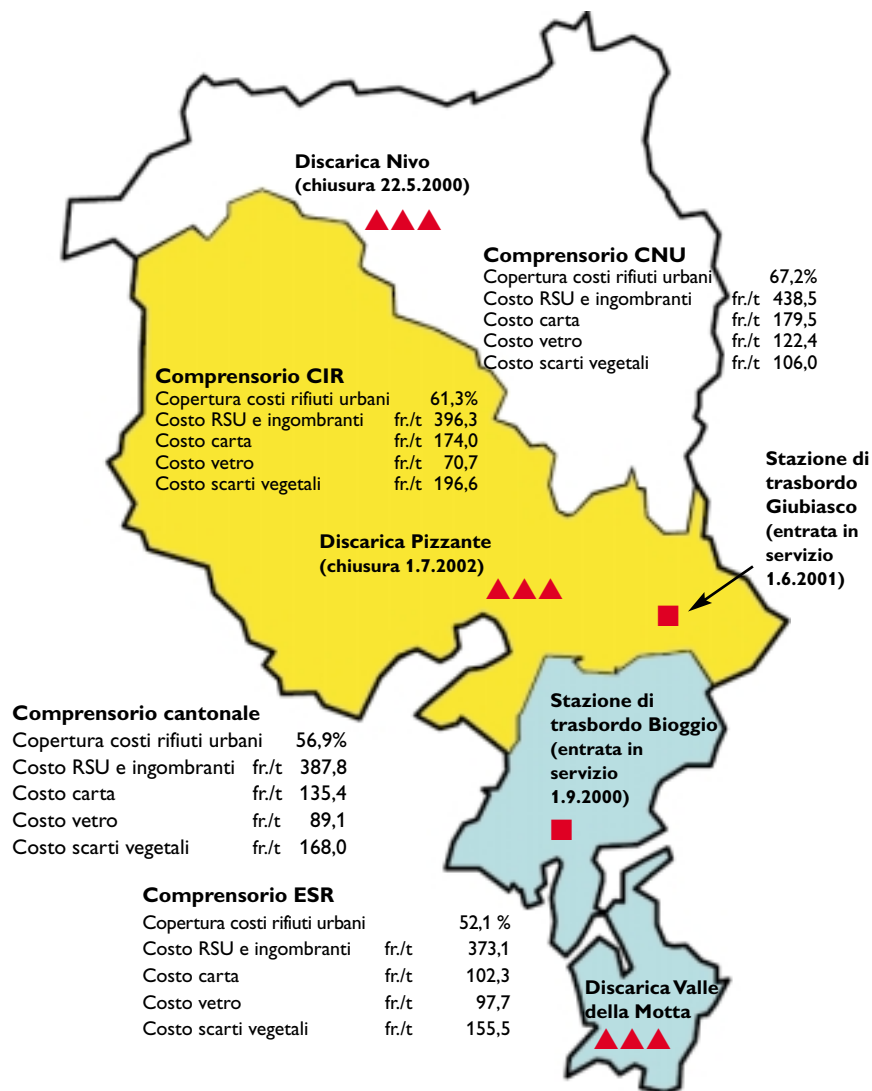 Discarica Nivo
(chiusura 22.5.2000)
Comprensorio CNU
Copertura costi rifiuti urbani 67,2%
Costo RSU e ingombranti fr./t 438,5
Costo carta fr./t 179,5
Costo vetro fr./t 122,4
Costo scarti vegetali fr./t 106,0
Comprensorio CIR
Copertura costi rifiuti urbani 61,3%
Costo RSU e ingombranti fr./t 396,3
Costo carta fr./t 174,0
Costo vetro fr./t 70,7
Costo scarti vegetali fr./t 196,6
Stazione di
trasbordo
Giubiasco
(entrata in
servizio
1.6.2001)
Discarica Pizzante
(chiusura 1.7.2002)
Stazione di
trasbordo Bioggio
(entrata in
servizio
1.9.2000)
Comprensorio cantonale
Copertura costi rifiuti urbani 56,9%
Costo RSU e ingombranti fr./t 387,8
Costo carta fr./t 135,4
Costo vetro fr./t 89,1
Costo scarti vegetali fr./t 168,0
Comprensorio ESR
Copertura costi rifiuti urbani 52,1 %
Costo RSU e ingombranti fr./t 373,1
Costo carta fr./t 102,3
Costo vetro fr./t 97,7
Costo scarti vegetali fr./t 155,5
Discarica Valle
della Motta